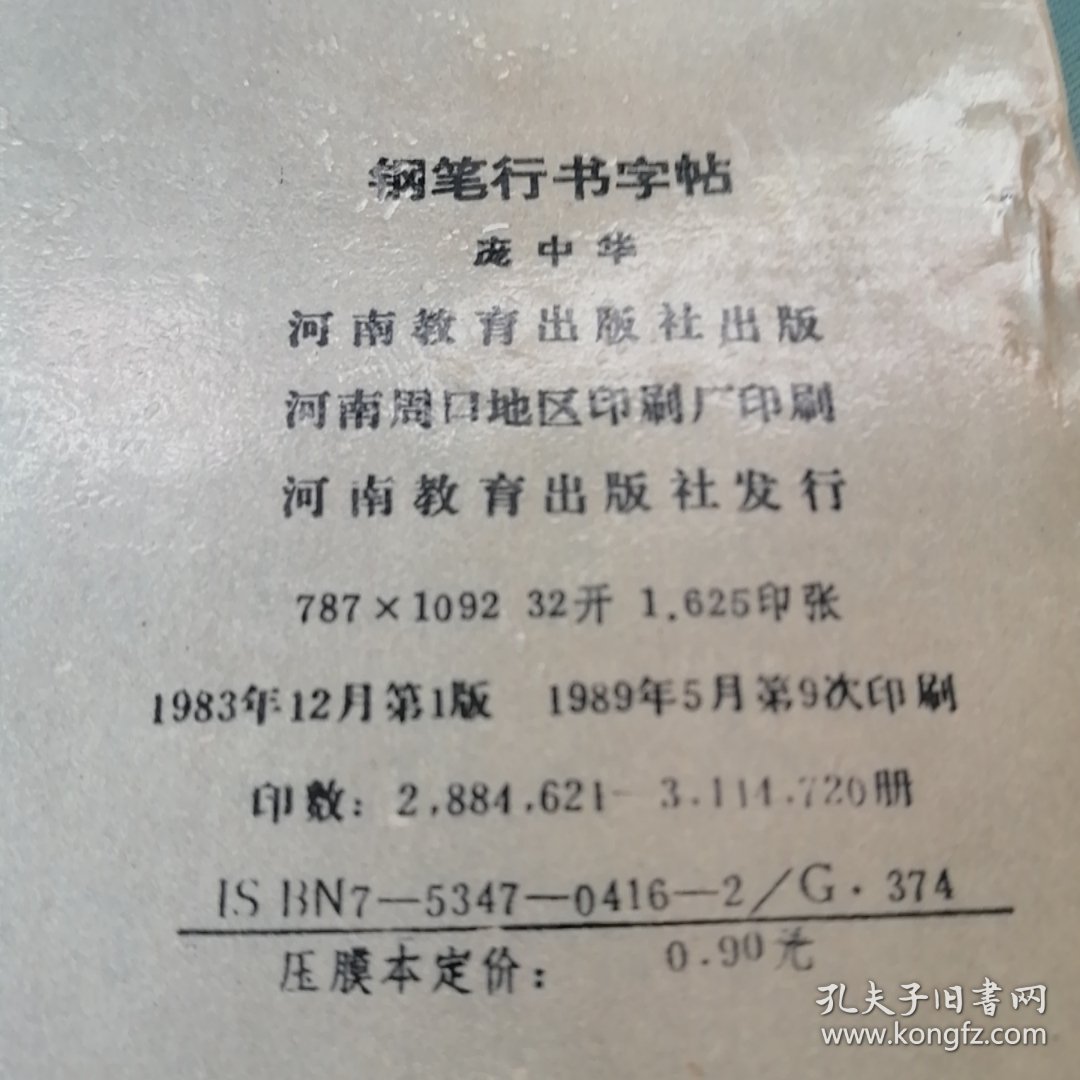 钢笔行书字帖
庞中华
河南教育出版社出版
河南周口地区印刷厂印刷
河南教育出版社发行
787×1092 32开 1.625印张
1983年12月第1版 1989年5月第9次印刷
印数：2,884,621—3,114,720册
ISBN7—5347—0416—2/G·374
压膜本定价： 0.90元
孔夫子旧書网
www.kongfz.com